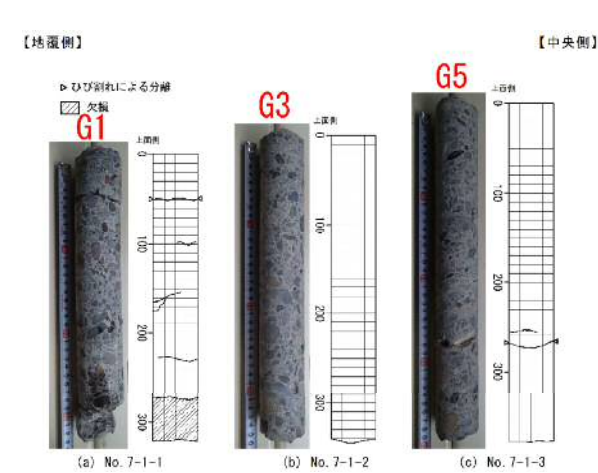 【地覆側】
【中央側】
▷ ひび割れによる分離
欠損
G1
G3
G5
上面側
上面側
上面側
0
100
200
300
0
100
200
300
0
100
200
300
(a) No.7-1-1
(b) No.7-1-2
(c) No.7-1-3